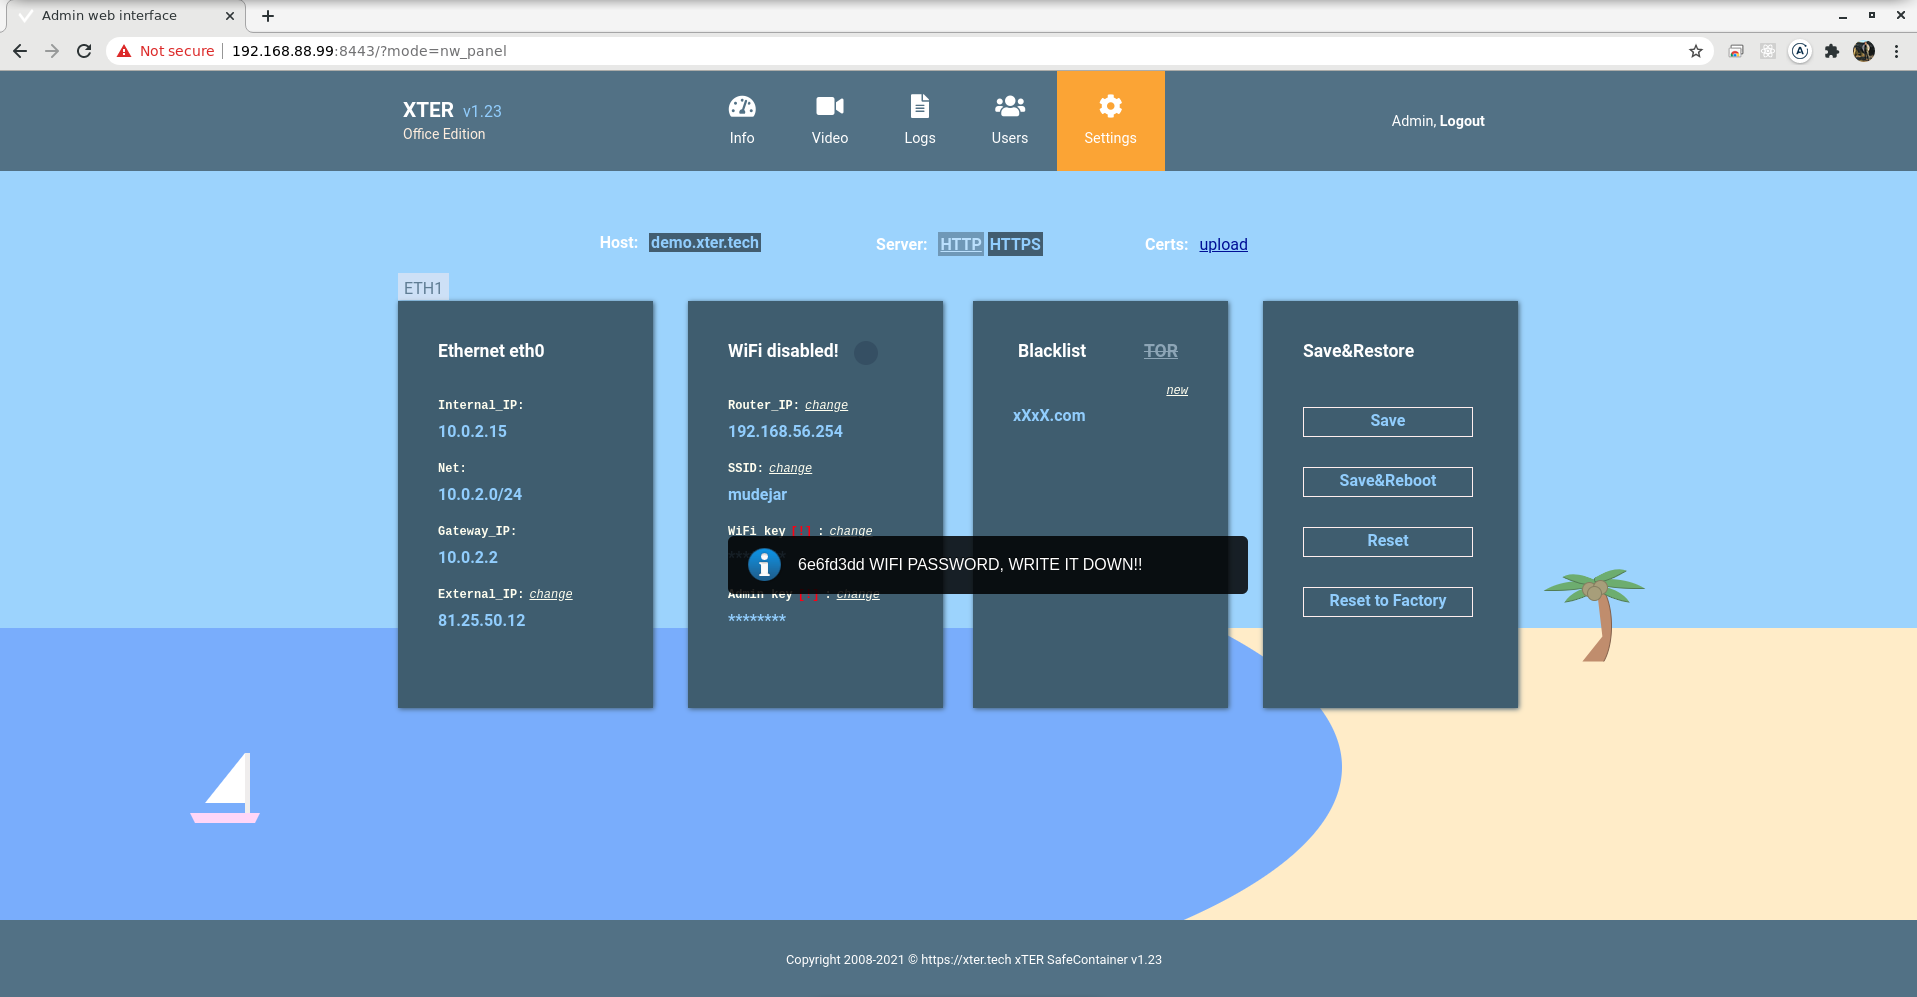 Admin web interface
Not secure 192.168.88.99:8443/?mode=nw_panel
XTER v1.23
Office Edition
Info
Video
Logs
Users
Settings
Admin, Logout
Host: demo.xter.tech
Server: HTTP HTTPS
Certs: upload
ETH1
Ethernet eth0
Internal_IP:
10.0.2.15
Net:
10.0.2.0/24
Gateway_IP:
10.0.2.2
External_IP: change
81.25.50.12
WiFi disabled!
Router_IP: change
192.168.56.254
SSID: change
mudejar
WiFi key [!] : change
6e6fd3dd WIFI PASSWORD, WRITE IT DOWN!!
Admin key [!] : change
********
Blacklist
TOR
new
xXxX.com
Save&Restore
Save
Save&Reboot
Reset
Reset to Factory
Copyright 2008-2021 © https://xter.tech xTER SafeContainer v1.23